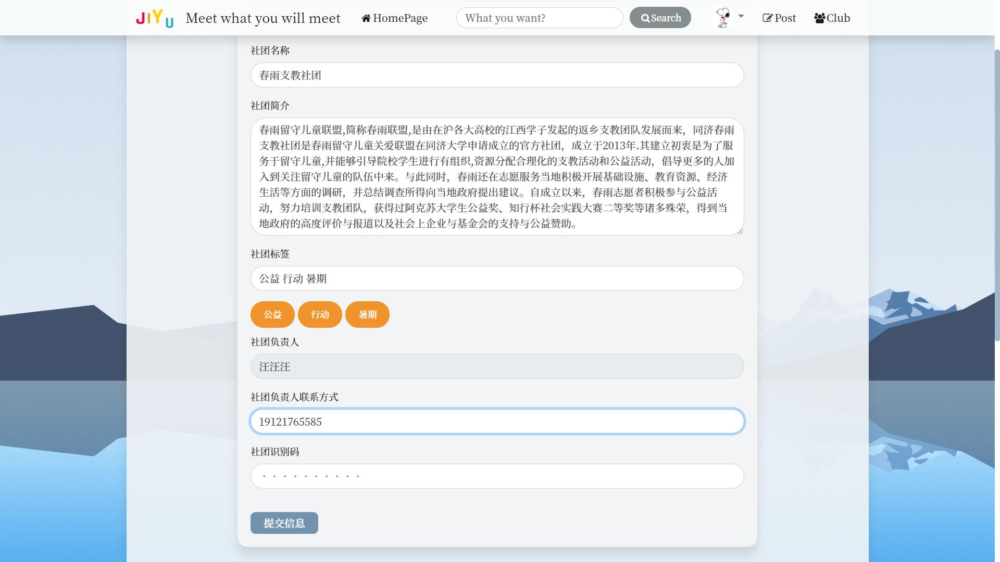 JIYU Meet what you will meet HomePage What you want? Search Post Club
社团名称
春雨支教社团
社团简介
春雨留守儿童联盟,简称春雨联盟,是由在沪各大高校的江西学子发起的返乡支教团队发展而来，同济春雨
支教社团是春雨留守儿童关爱联盟在同济大学申请成立的官方社团，成立于2013年.其建立初衷是为了服
务于留守儿童,并能够引导院校学生进行有组织,资源分配合理化的支教活动和公益活动，倡导更多的人加
入到关注留守儿童的队伍中来。与此同时，春雨还在志愿服务当地积极开展基础设施、教育资源、经济
生活等方面的调研，并总结调查所得向当地政府提出建议。自成立以来，春雨志愿者积极参与公益活
动，努力培训支教团队，获得过阿克苏大学生公益奖、知行杯社会实践大赛二等奖等诸多殊荣，得到当
地政府的高度评价与报道以及社会上企业与基金会的支持与公益赞助。
社团标签
公益 行动 暑期
公益 行动 暑期
社团负责人
汪汪汪
社团负责人联系方式
19121765585
社团识别码
··········
提交信息